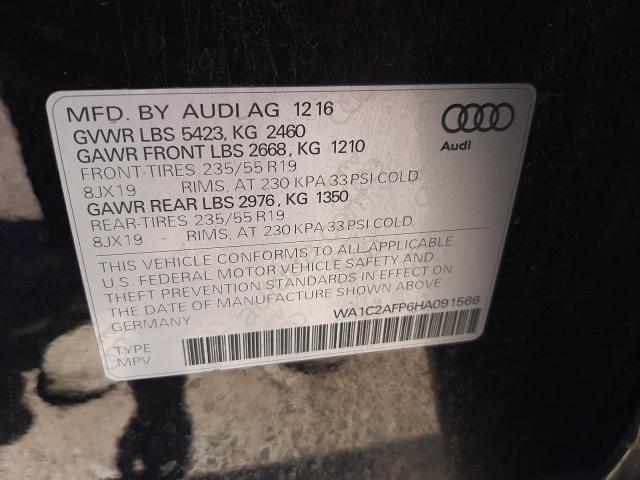 MFD. BY AUDI AG 12 16
GVWR LBS 5423, KG 2460
GAWR FRONT LBS 2668, KG 1210
FRONT-TIRES 235/55 R19
8JX19 RIMS, AT 230 KPA 33 PSI COLD
GAWR REAR LBS 2976, KG 1350
REAR-TIRES 235/55 R19
8JX19 RIMS, AT 230 KPA 33 PSI COLD
THIS VEHICLE CONFORMS TO ALL APPLICABLE
U.S. FEDERAL MOTOR VEHICLE SAFETY AND
THEFT PREVENTION STANDARDS IN EFFECT ON
THE DATE OF MANUFACTURE SHOWN ABOVE
GERMANY
WA1C2AFP6HA091566
TYPE
MPV
Audi